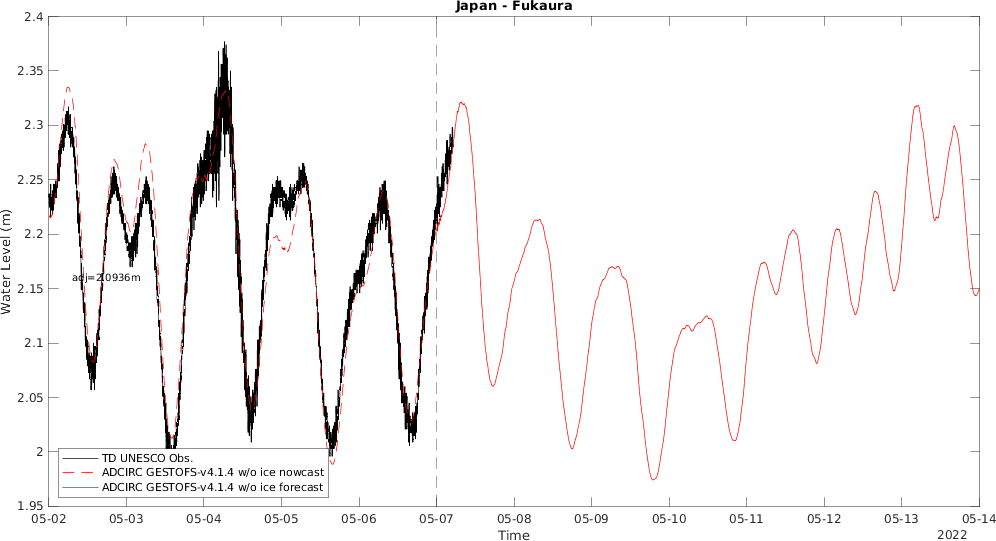 Japan - Fukaura
2.4
2.35
2.3
2.25
2.2
2.15
2.1
2.05
2
1.95
Water Level (m)
adj=2.0936m
TD UNESCO Obs.
ADCIRC GESTOFS-v4.1.4 w/o ice nowcast
ADCIRC GESTOFS-v4.1.4 w/o ice forecast
05-02 05-03 05-04 05-05 05-06 05-07 05-08 05-09 05-10 05-11 05-12 05-13 05-14
Time
2022